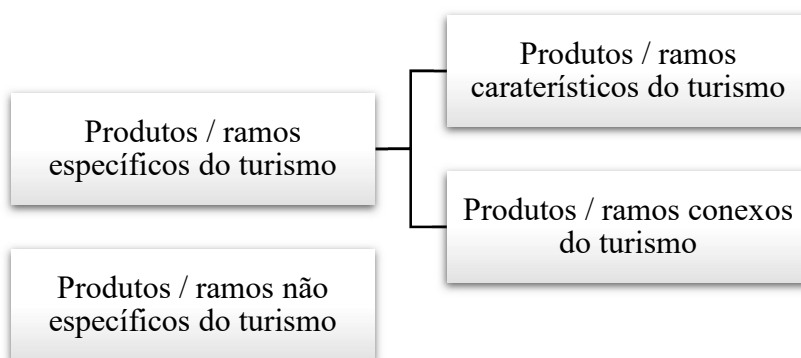 Produtos / ramos
específicos do turismo
Produtos / ramos
caraterísticos do turismo
Produtos / ramos conexos
do turismo
Produtos / ramos não
específicos do turismo